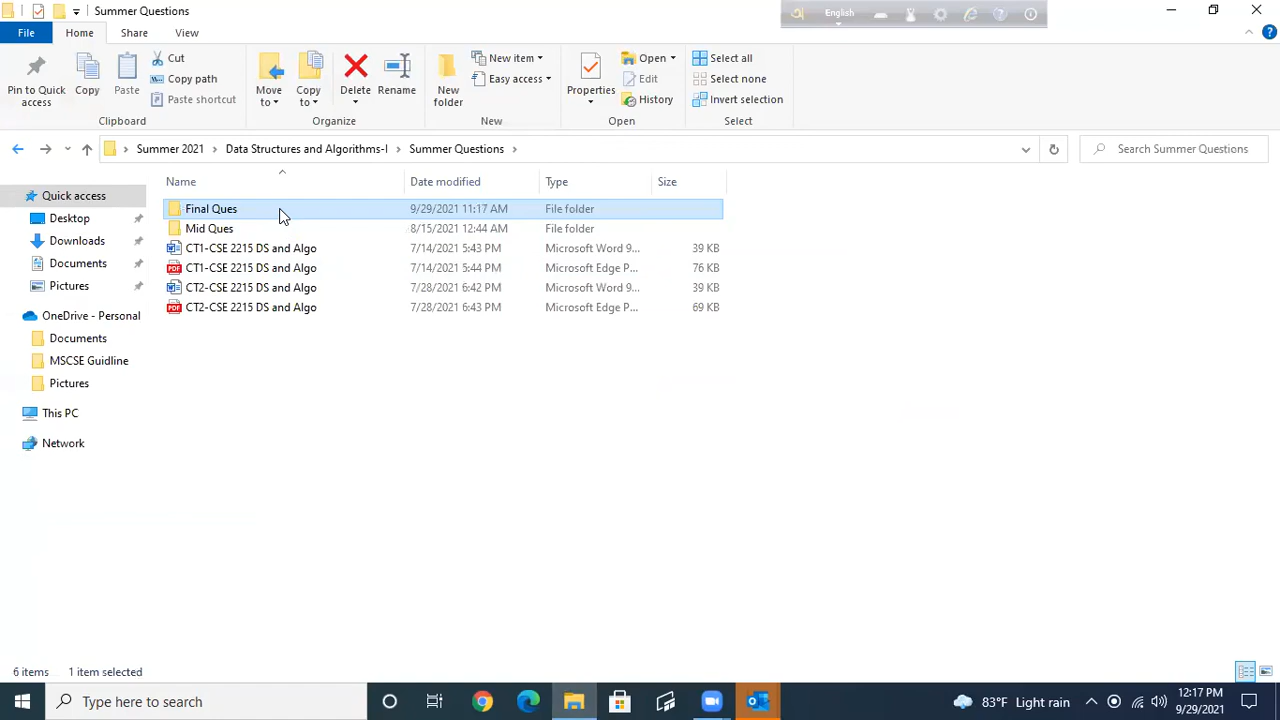 Summer Questions
অ English
File Home Share View
Pin to Quick access
Copy
Paste
Cut
Copy path
Paste shortcut
Clipboard
Move to
Copy to
Delete
Rename
Organize
New folder
New item
Easy access
New
Properties
Open
Edit
History
Open
Select all
Select none
Invert selection
Select
Summer 2021 Data Structures and Algorithms-I Summer Questions
Search Summer Questions
Name Date modified Type Size
Final Ques 9/29/2021 11:17 AM File folder
Mid Ques 8/15/2021 12:44 AM File folder
CT1-CSE 2215 DS and Algo 7/14/2021 5:43 PM Microsoft Word 9... 39 KB
PDF CT1-CSE 2215 DS and Algo 7/14/2021 5:44 PM Microsoft Edge P... 76 KB
CT2-CSE 2215 DS and Algo 7/28/2021 6:42 PM Microsoft Word 9... 39 KB
PDF CT2-CSE 2215 DS and Algo 7/28/2021 6:43 PM Microsoft Edge P... 69 KB
Quick access
Desktop
Downloads
Documents
Pictures
OneDrive - Personal
Documents
MSCSE Guidline
Pictures
This PC
Network
6 items 1 item selected
Type here to search
83°F Light rain
12:17 PM
9/29/2021